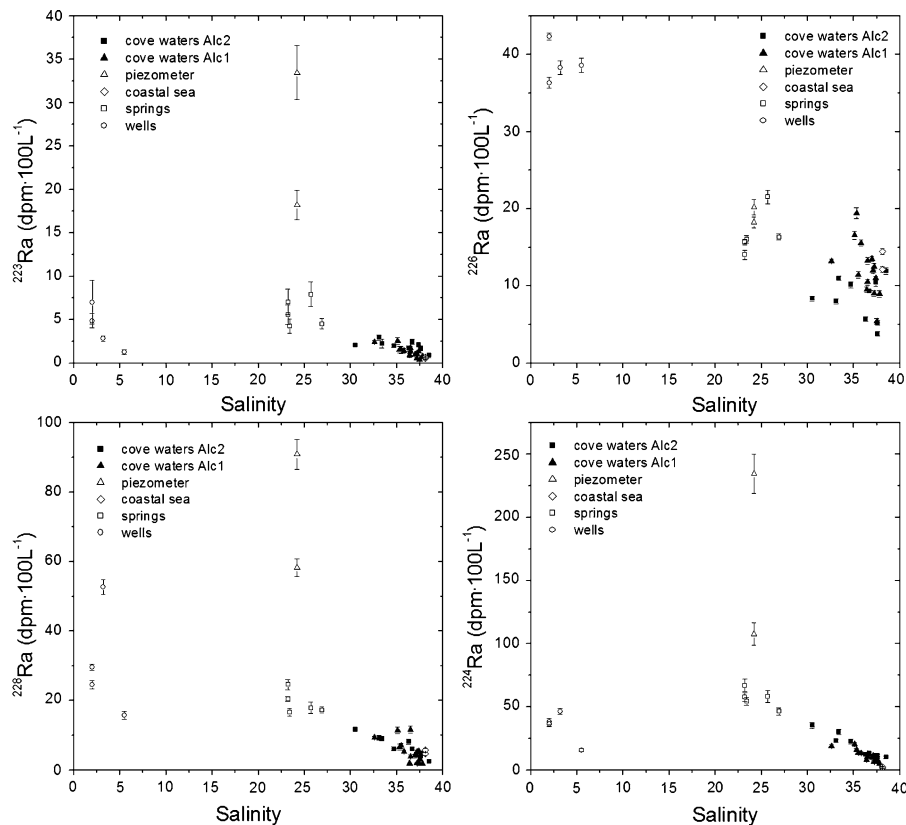 40
35
30
25
20
15
10
5
0
²²³Ra (dpm·100L⁻¹)
cove waters Alc2
cove waters Alc1
piezometer
coastal sea
springs
wells
0 5 10 15 20 25 30 35 40
Salinity
40
30
20
10
0
²²⁶Ra (dpm·100L⁻¹)
cove waters Alc2
cove waters Alc1
piezometer
coastal sea
springs
wells
0 5 10 15 20 25 30 35 40
Salinity
100
80
60
40
20
0
²²⁸Ra (dpm·100L⁻¹)
cove waters Alc2
cove waters Alc1
piezometer
coastal sea
springs
wells
0 5 10 15 20 25 30 35 40
Salinity
250
200
150
100
50
0
²²⁴Ra (dpm·100L⁻¹)
cove waters Alc2
cove waters Alc1
piezometer
coastal sea
springs
wells
0 5 10 15 20 25 30 35 40
Salinity